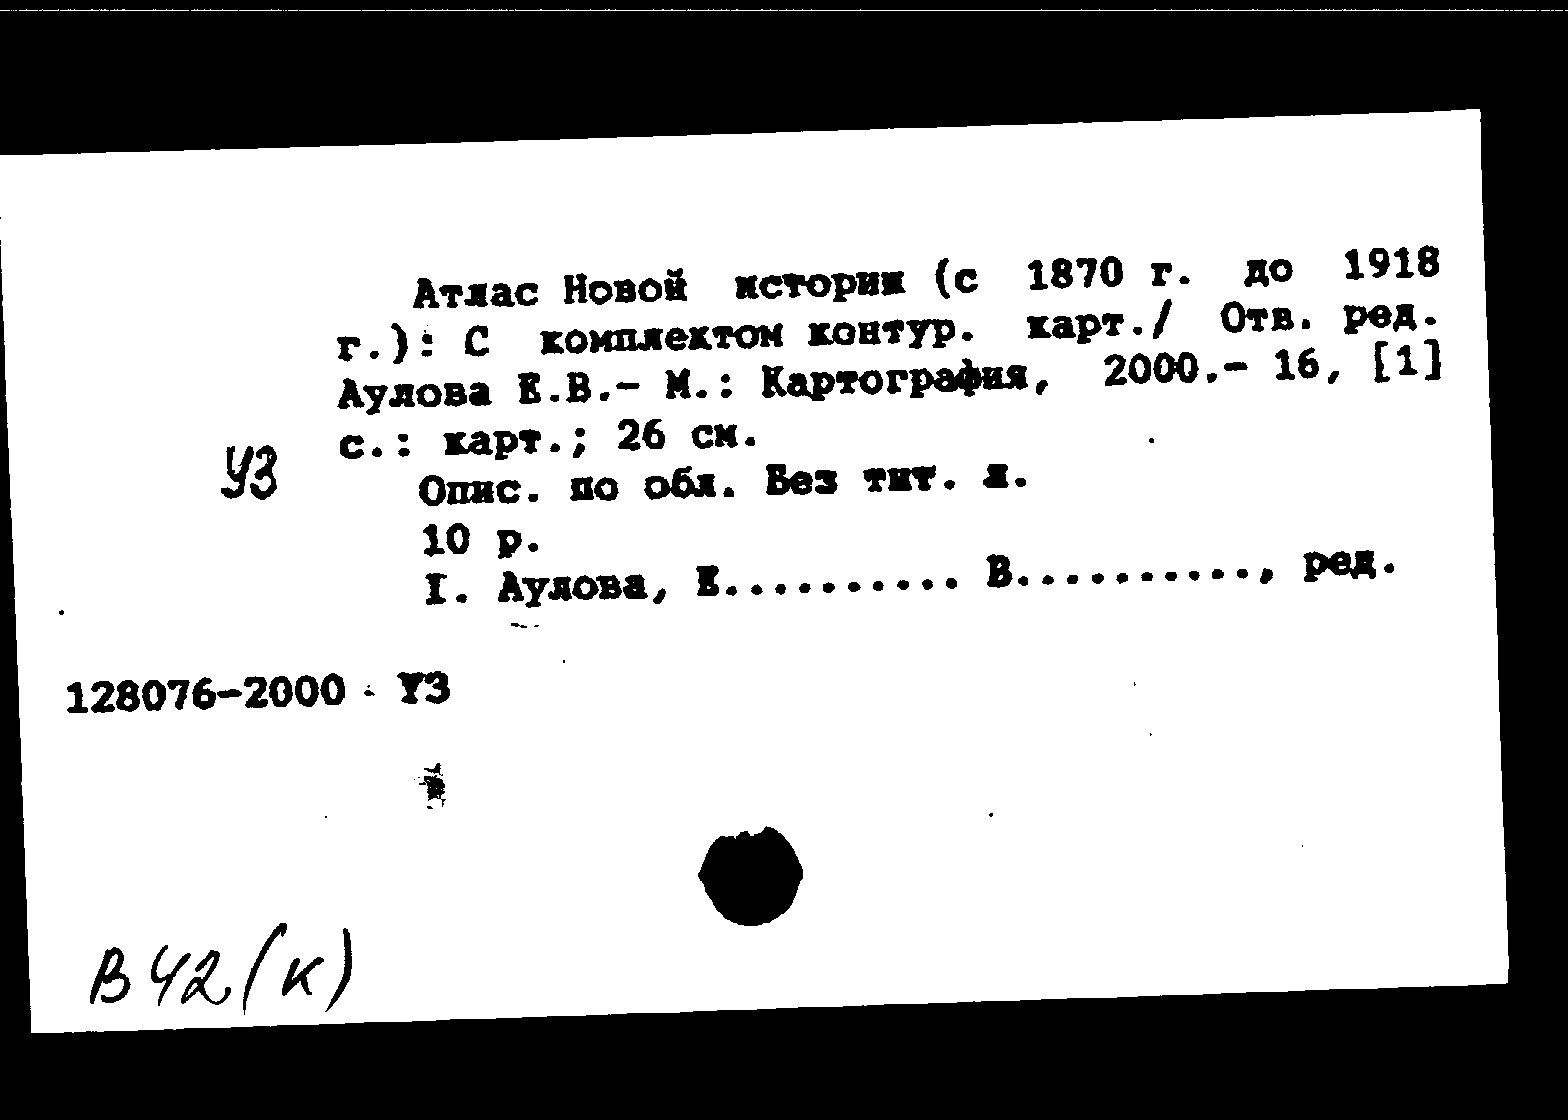 Атлас Новой истории (с 1870 г. до 1918
г.): С комплектом контур. карт./ Отв. ред.
Аулова Е.В.- М.: Картография, 2000.- 16, [1]
с.: карт.; 26 см.
УЗ
Опис. по обл. Без тит. л.
10 р.
I. Аулова, Е.......... В.........., ред.
128076-2000 УЗ
В 42 (к)